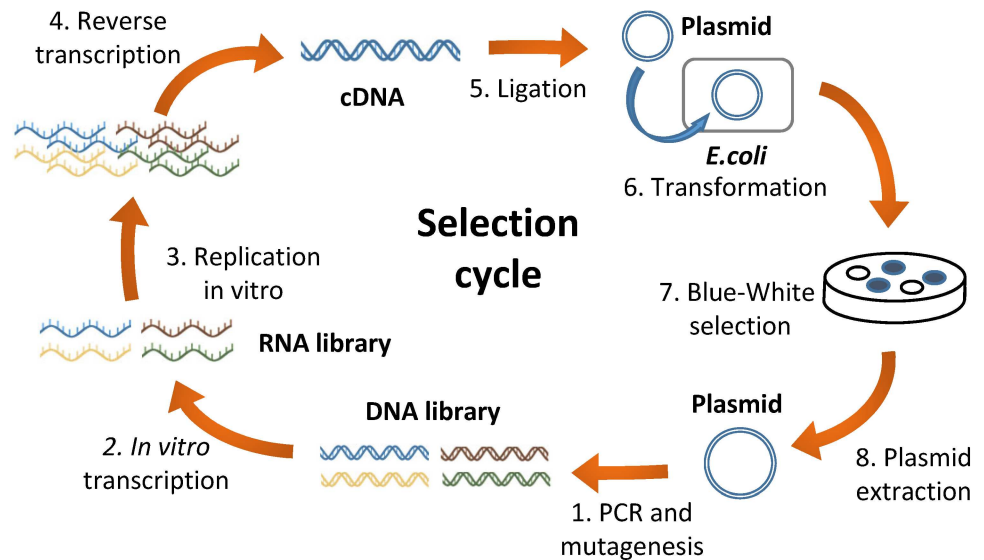 4. Reverse
transcription
cDNA
5. Ligation
Plasmid
E.coli
6. Transformation
Selection
cycle
3. Replication
in vitro
7. Blue-White
selection
RNA library
DNA library
Plasmid
2. In vitro
transcription
8. Plasmid
extraction
1. PCR and
mutagenesis